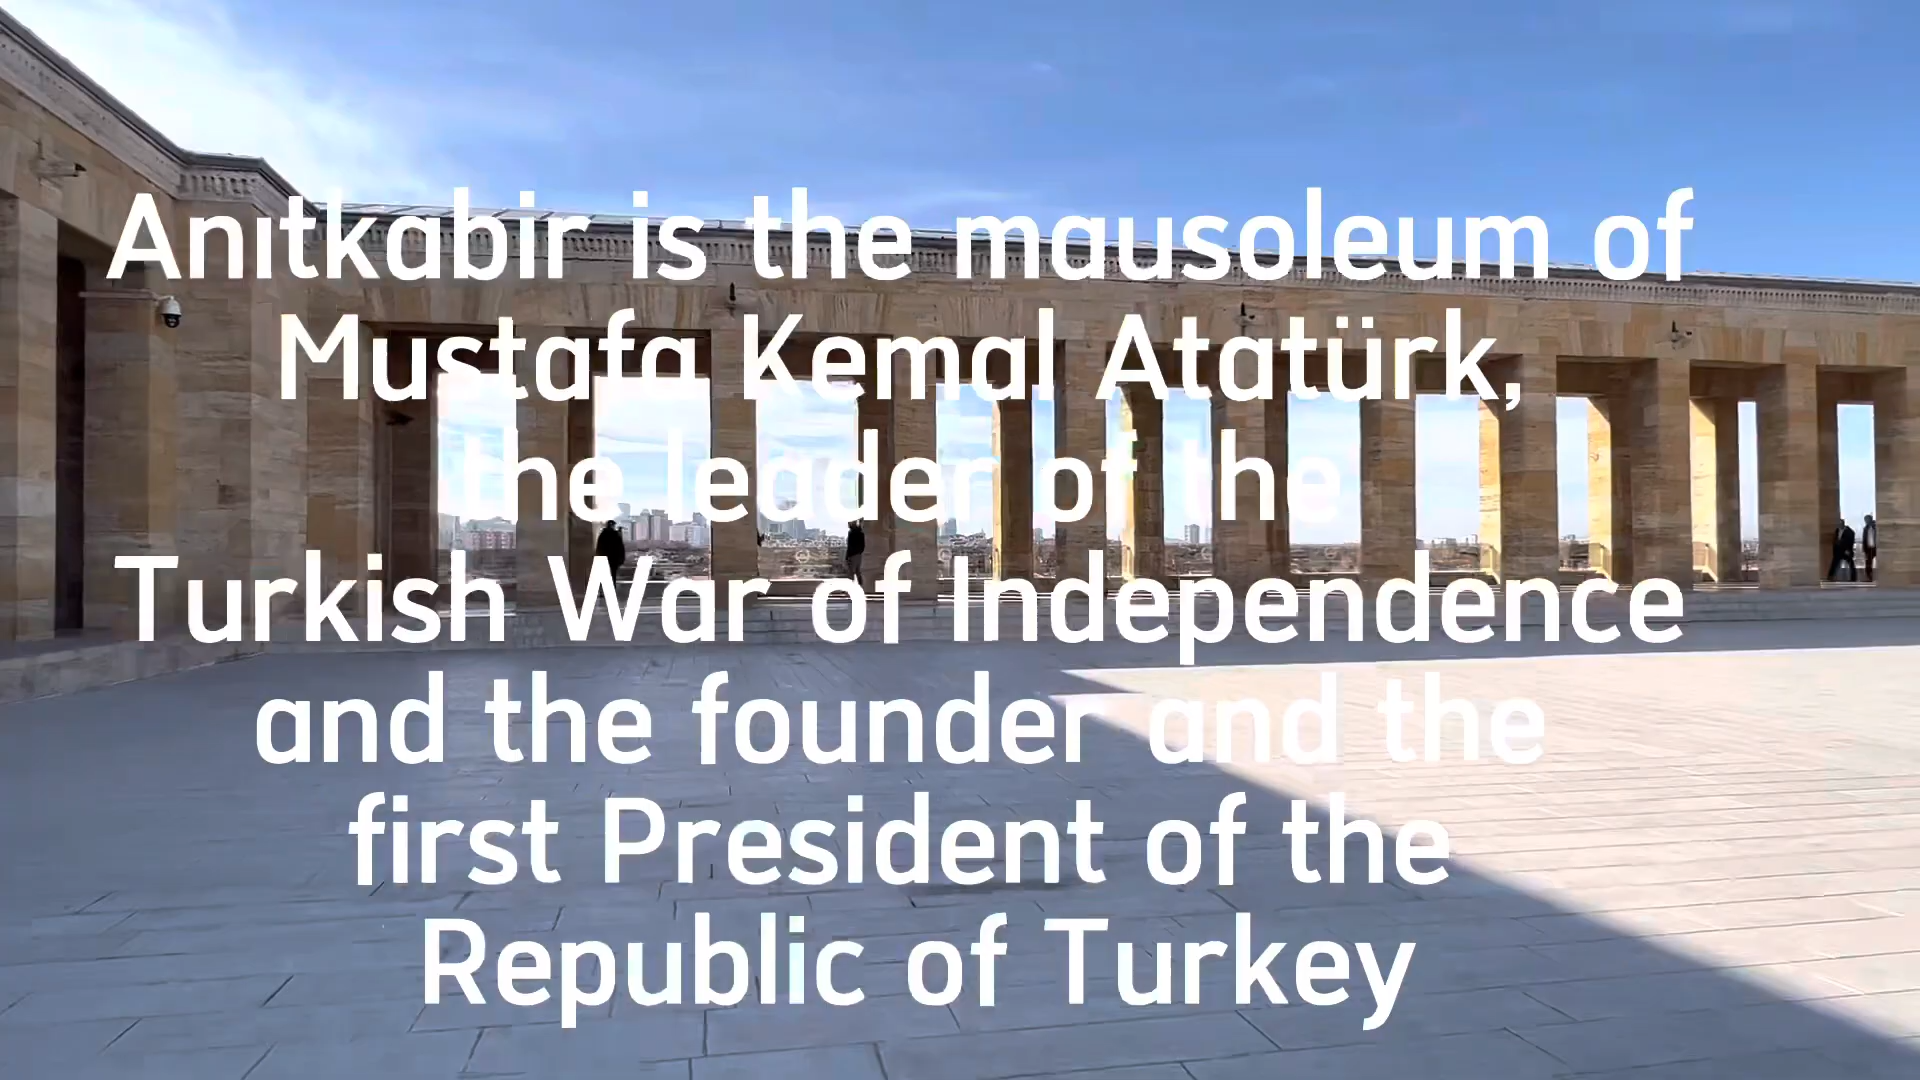 Anıtkabir is the mausoleum of
Mustafa Kemal Atatürk,
the leader of the
Turkish War of Independence
and the founder and the
first President of the
Republic of Turkey